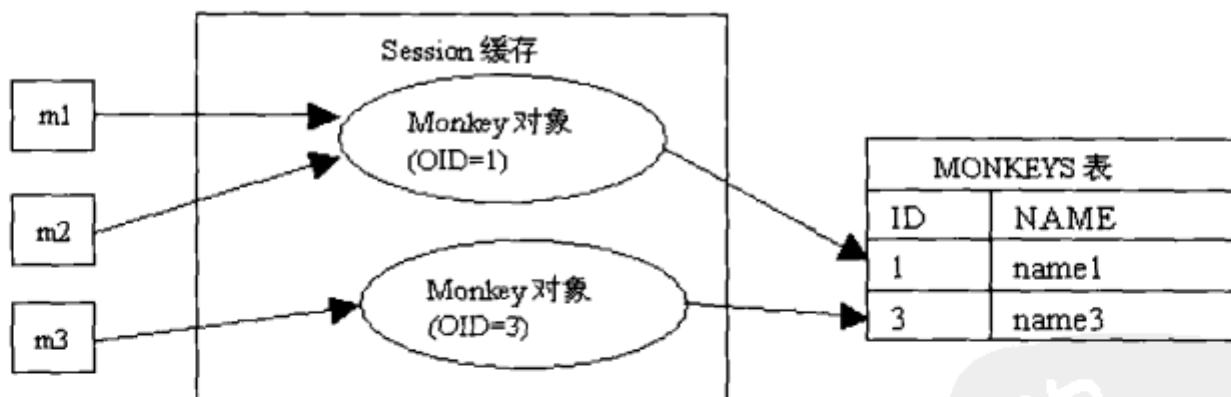 Session 缓存
m1
Monkey 对象
(OID=1)
m2
Monkey 对象
(OID=3)
m3
MONKEYS 表
ID NAME
1 name1
3 name3